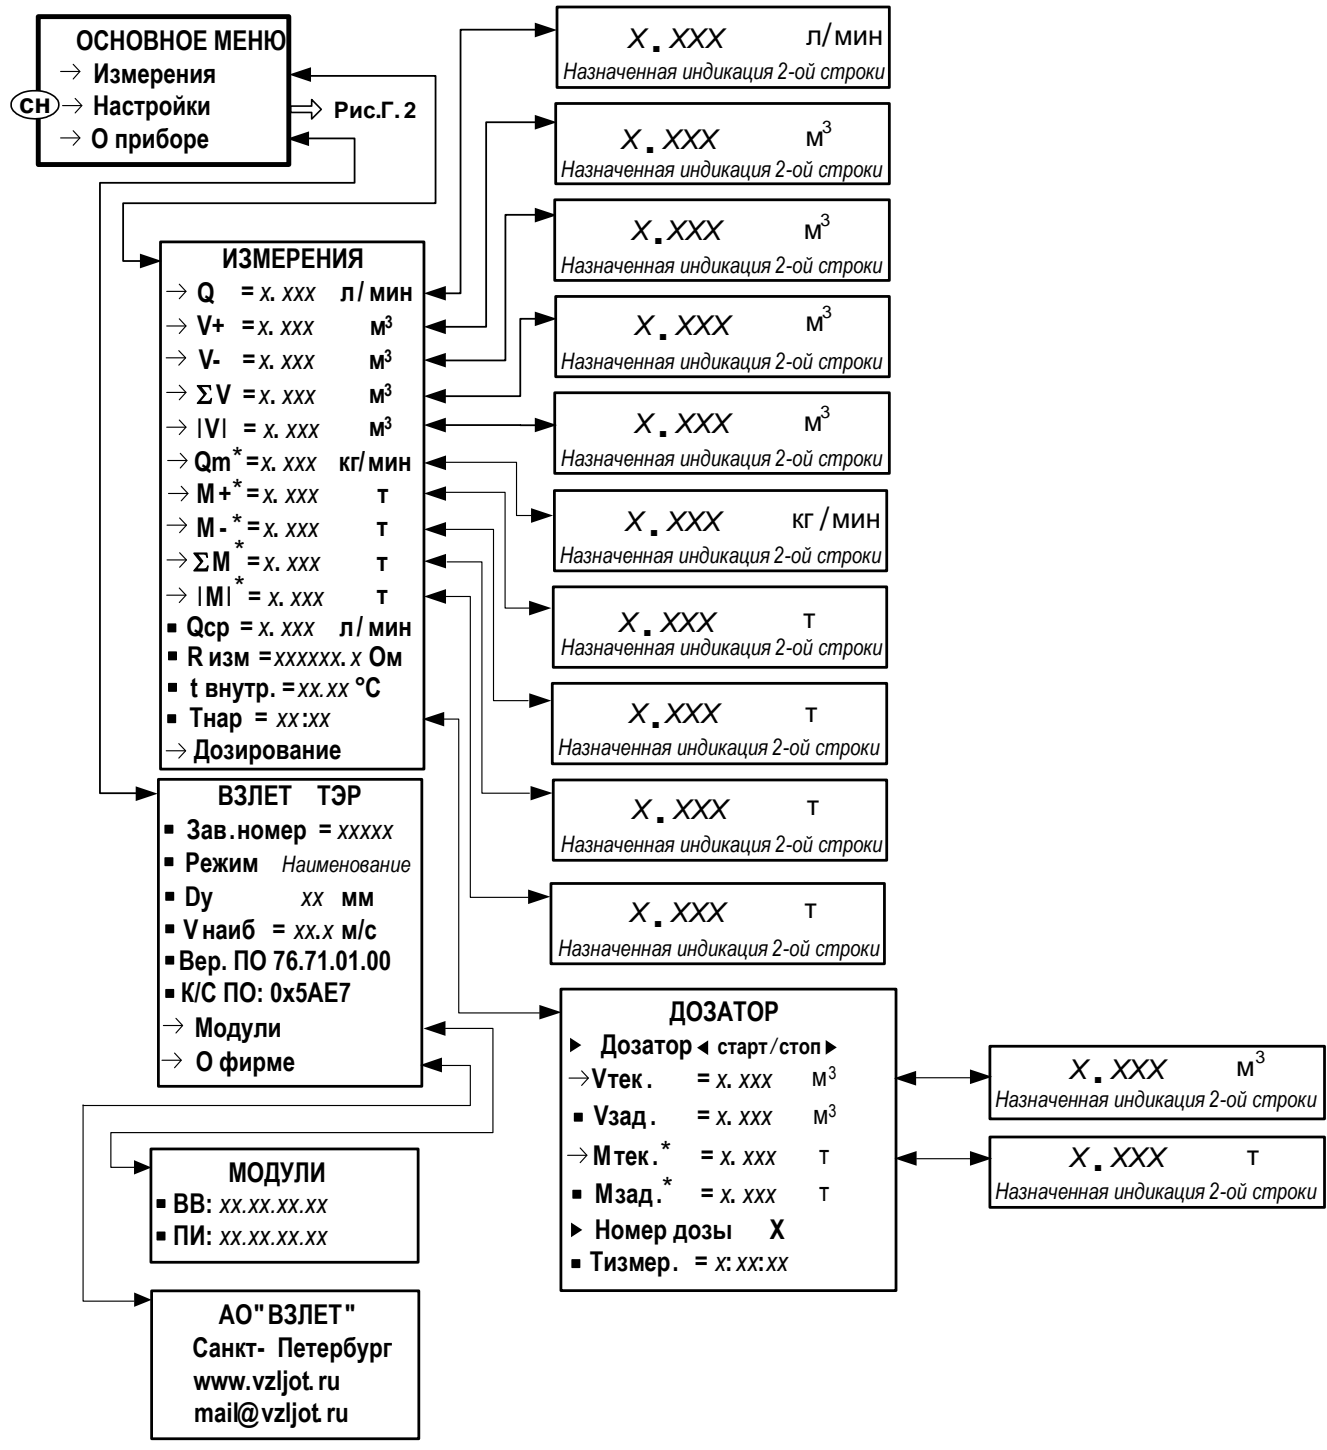 ОСНОВНОЕ МЕНЮ
→ Измерения
СН → Настройки
Рис.Г.2
→ О приборе
ИЗМЕРЕНИЯ
→ Q = x.xxx л/мин
→ V+ = x.xxx м³
→ V- = x.xxx м³
→ ΣV = x.xxx м³
→ |V| = x.xxx м³
→ Qm* = x.xxx кг/мин
→ M+* = x.xxx т
→ M-* = x.xxx т
→ ΣM* = x.xxx т
→ |M|* = x.xxx т
▪ Qср = x.xxx л/мин
▪ R изм = xxxxxx.x Ом
▪ t внутр. = xx.xx °C
▪ Тнар = xx:xx
→ Дозирование
ВЗЛЕТ ТЭР
▪ Зав.номер = xxxxx
▪ Режим Наименование
▪ Dy xx мм
▪ Vнаиб = xx.x м/с
▪ Вер. ПО 76.71.01.00
▪ К/С ПО: 0x5AE7
→ Модули
→ О фирме
МОДУЛИ
▪ ВВ: xx.xx.xx.xx
▪ ПИ: xx.xx.xx.xx
АО"ВЗЛЕТ"
Санкт- Петербург
www.vzljot.ru
mail@vzljot.ru
X.XXX л/мин
Назначенная индикация 2-ой строки
X.XXX м³
Назначенная индикация 2-ой строки
X.XXX м³
Назначенная индикация 2-ой строки
X.XXX м³
Назначенная индикация 2-ой строки
X.XXX м³
Назначенная индикация 2-ой строки
X.XXX кг/мин
Назначенная индикация 2-ой строки
X.XXX т
Назначенная индикация 2-ой строки
X.XXX т
Назначенная индикация 2-ой строки
X.XXX т
Назначенная индикация 2-ой строки
X.XXX т
Назначенная индикация 2-ой строки
ДОЗАТОР
▶ Дозатор ◀ старт/стоп ▶
→ Vтек. = x.xxx м³
▪ Vзад. = x.xxx м³
→ Мтек.* = x.xxx т
▪ Мзад.* = x.xxx т
▶ Номер дозы X
▪ Тизмер. = x:xx:xx
X.XXX м³
Назначенная индикация 2-ой строки
X.XXX т
Назначенная индикация 2-ой строки